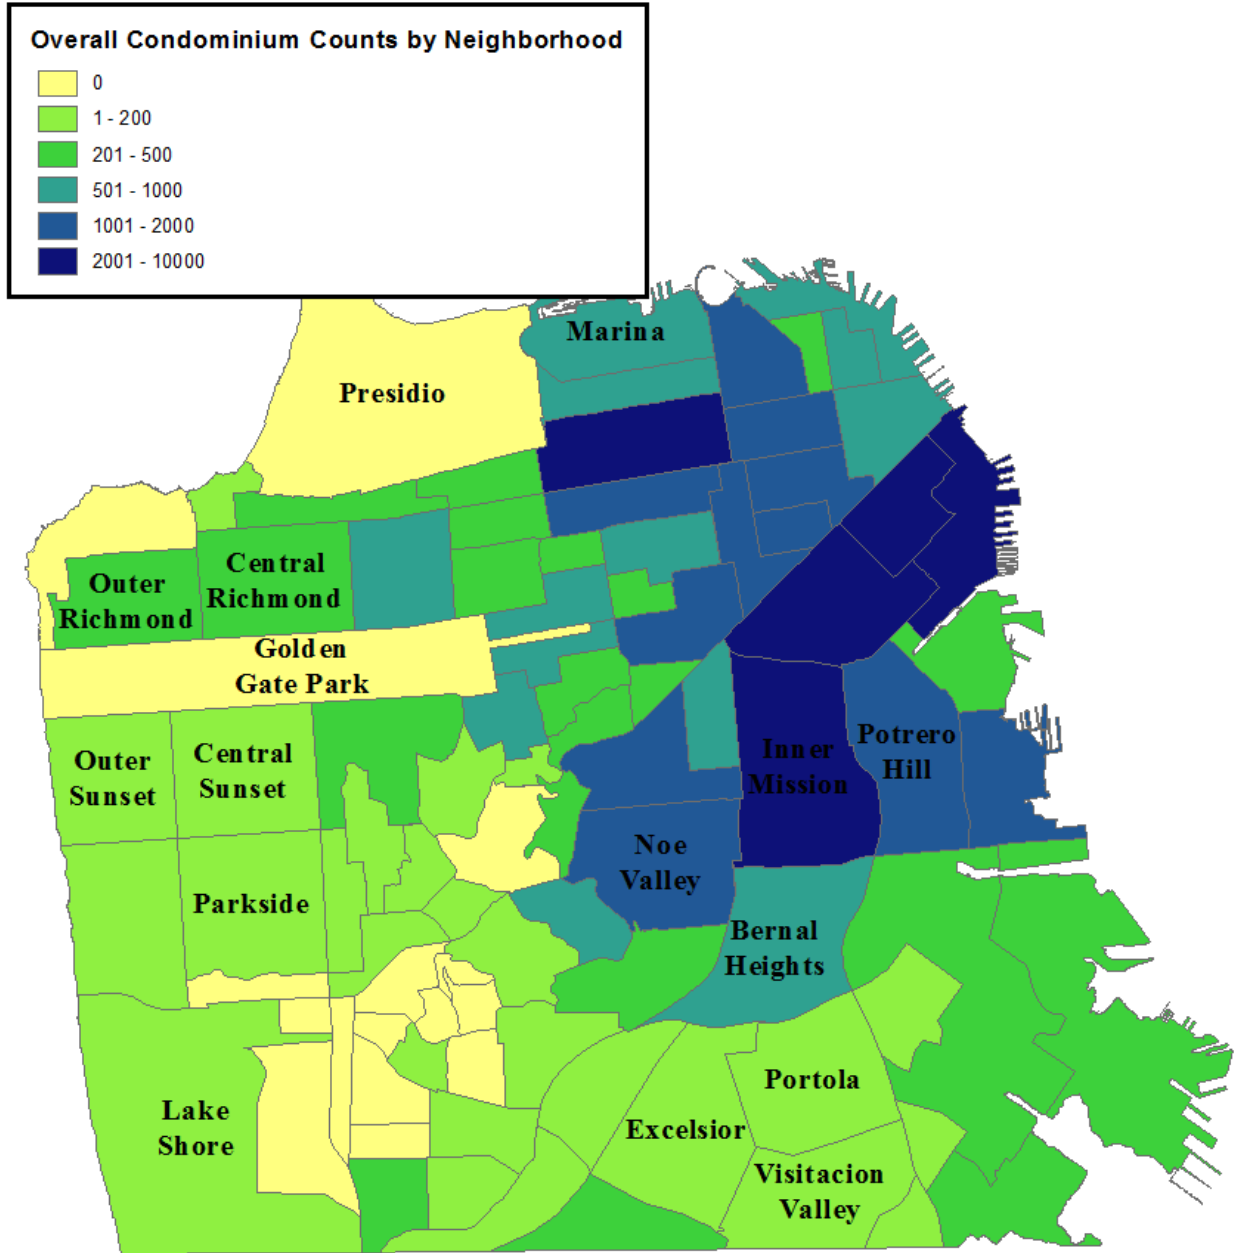 Overall Condominium Counts by Neighborhood
0
1 - 200
201 - 500
501 - 1000
1001 - 2000
2001 - 10000
Marina
Presidio
Central
Richmond
Outer
Richmond
Golden
Gate Park
Outer
Sunset
Central
Sunset
Inner
Mission
Potrero
Hill
Noe
Valley
Parkside
Bernal
Heights
Portola
Lake
Shore
Excelsior
Visitacion
Valley